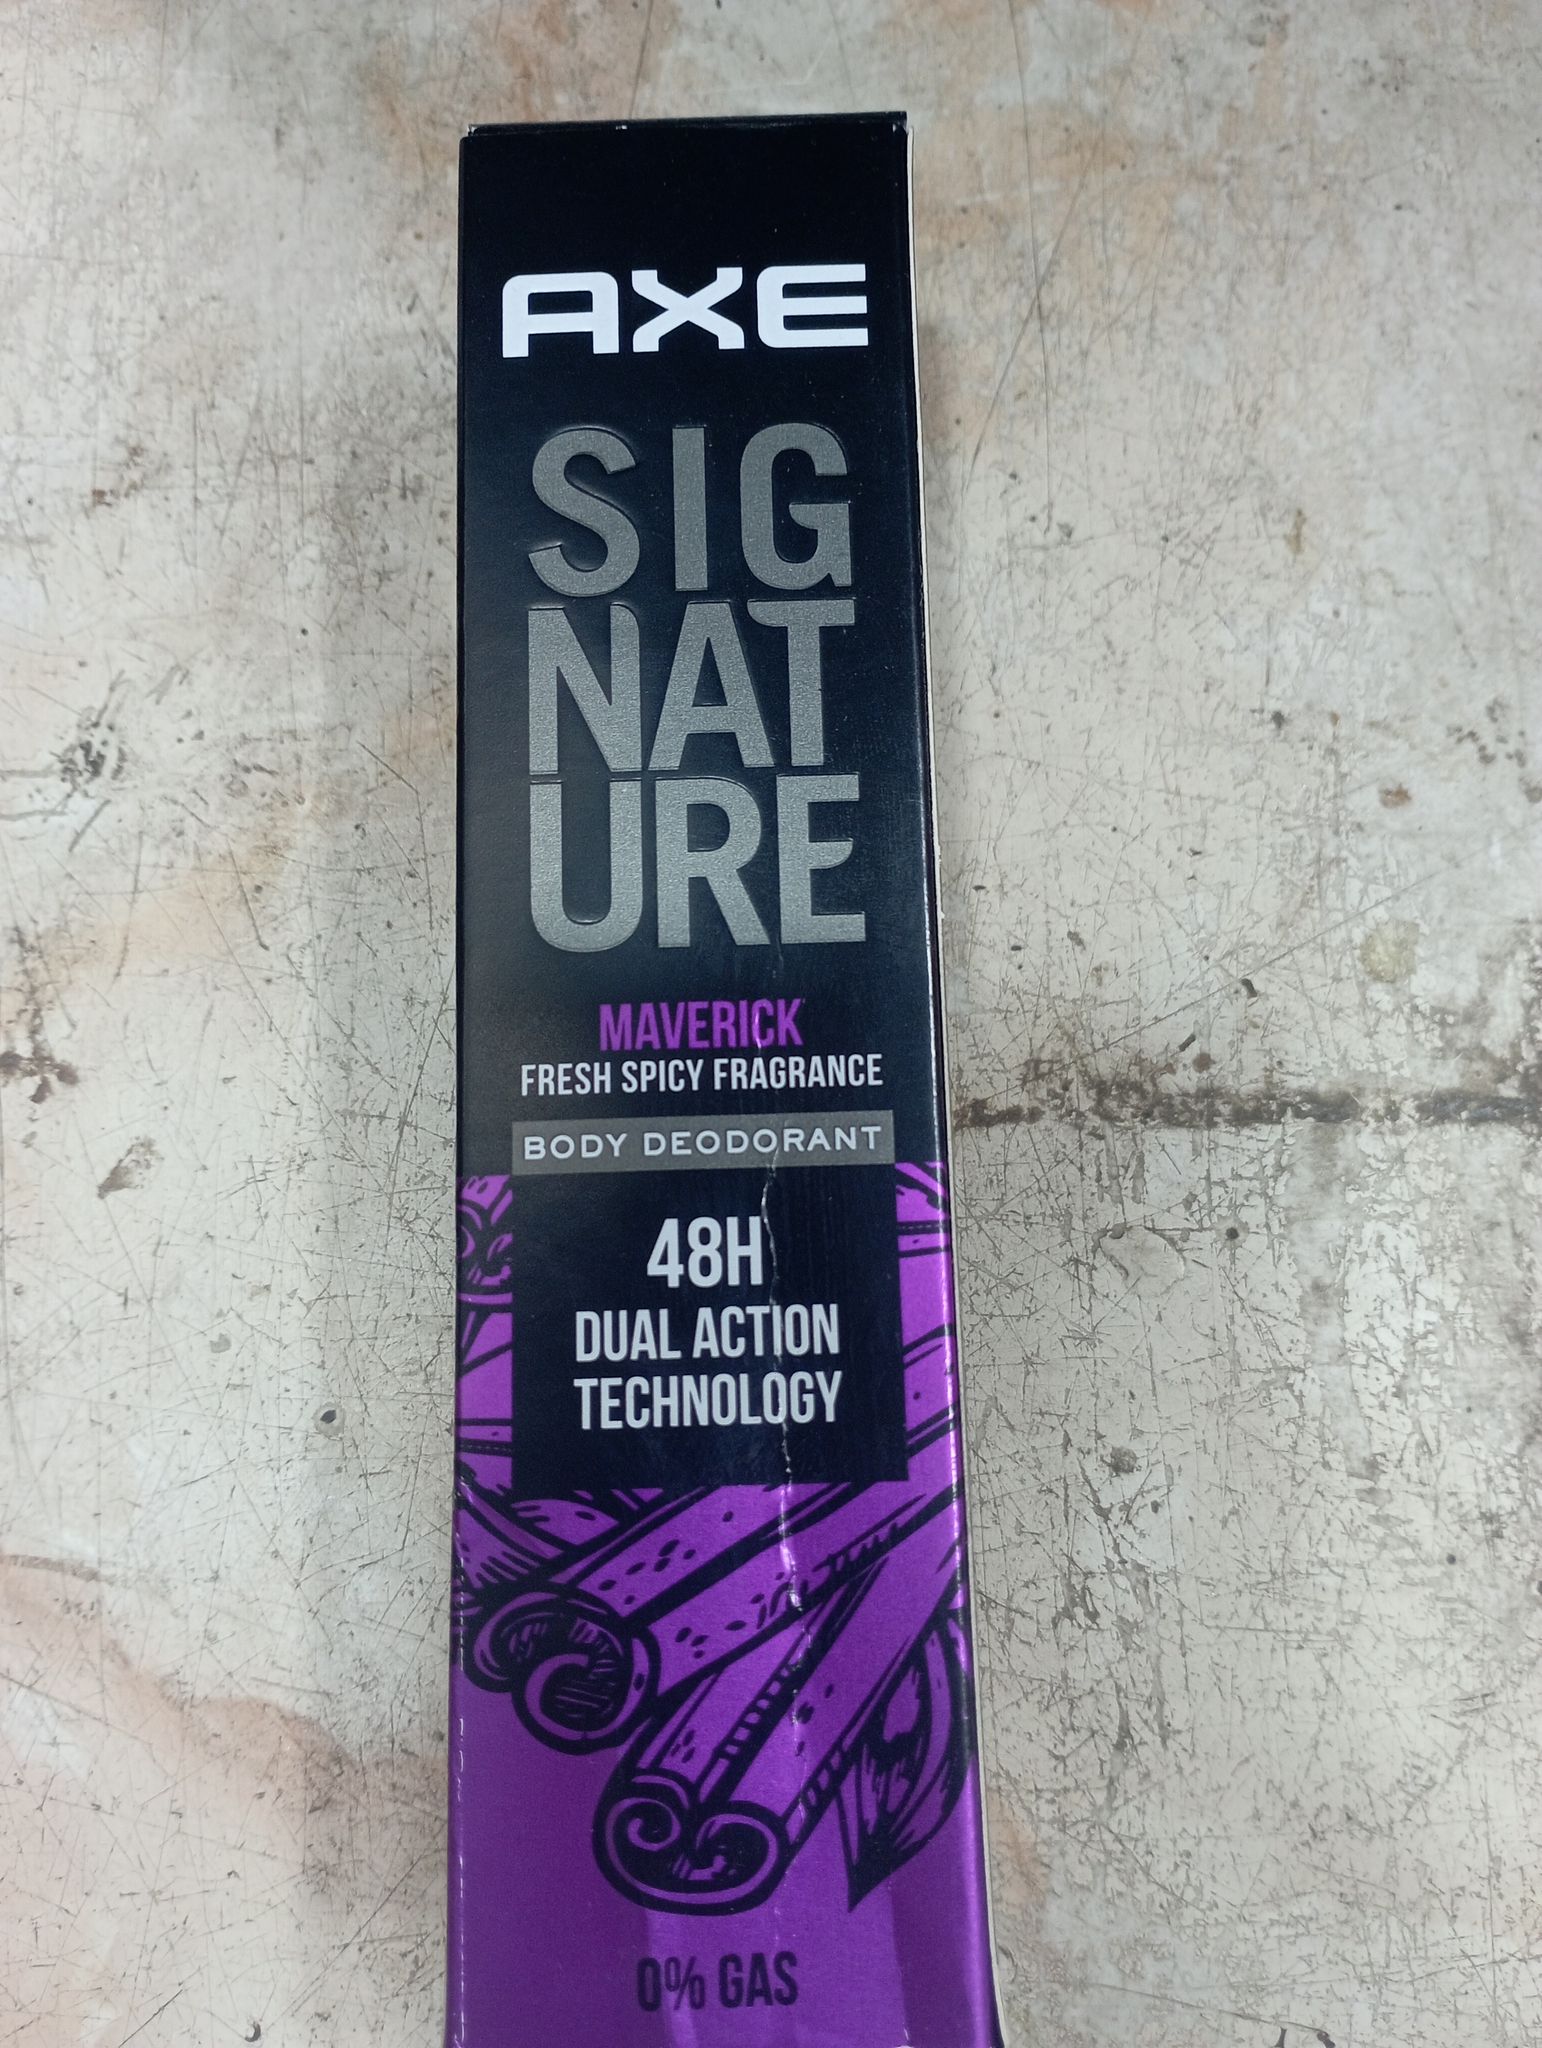 AXE
SIG
NAT
URE
MAVERICK
FRESH SPICY FRAGRANCE
BODY DEODORANT
48H
DUAL ACTION
TECHNOLOGY
0% GAS